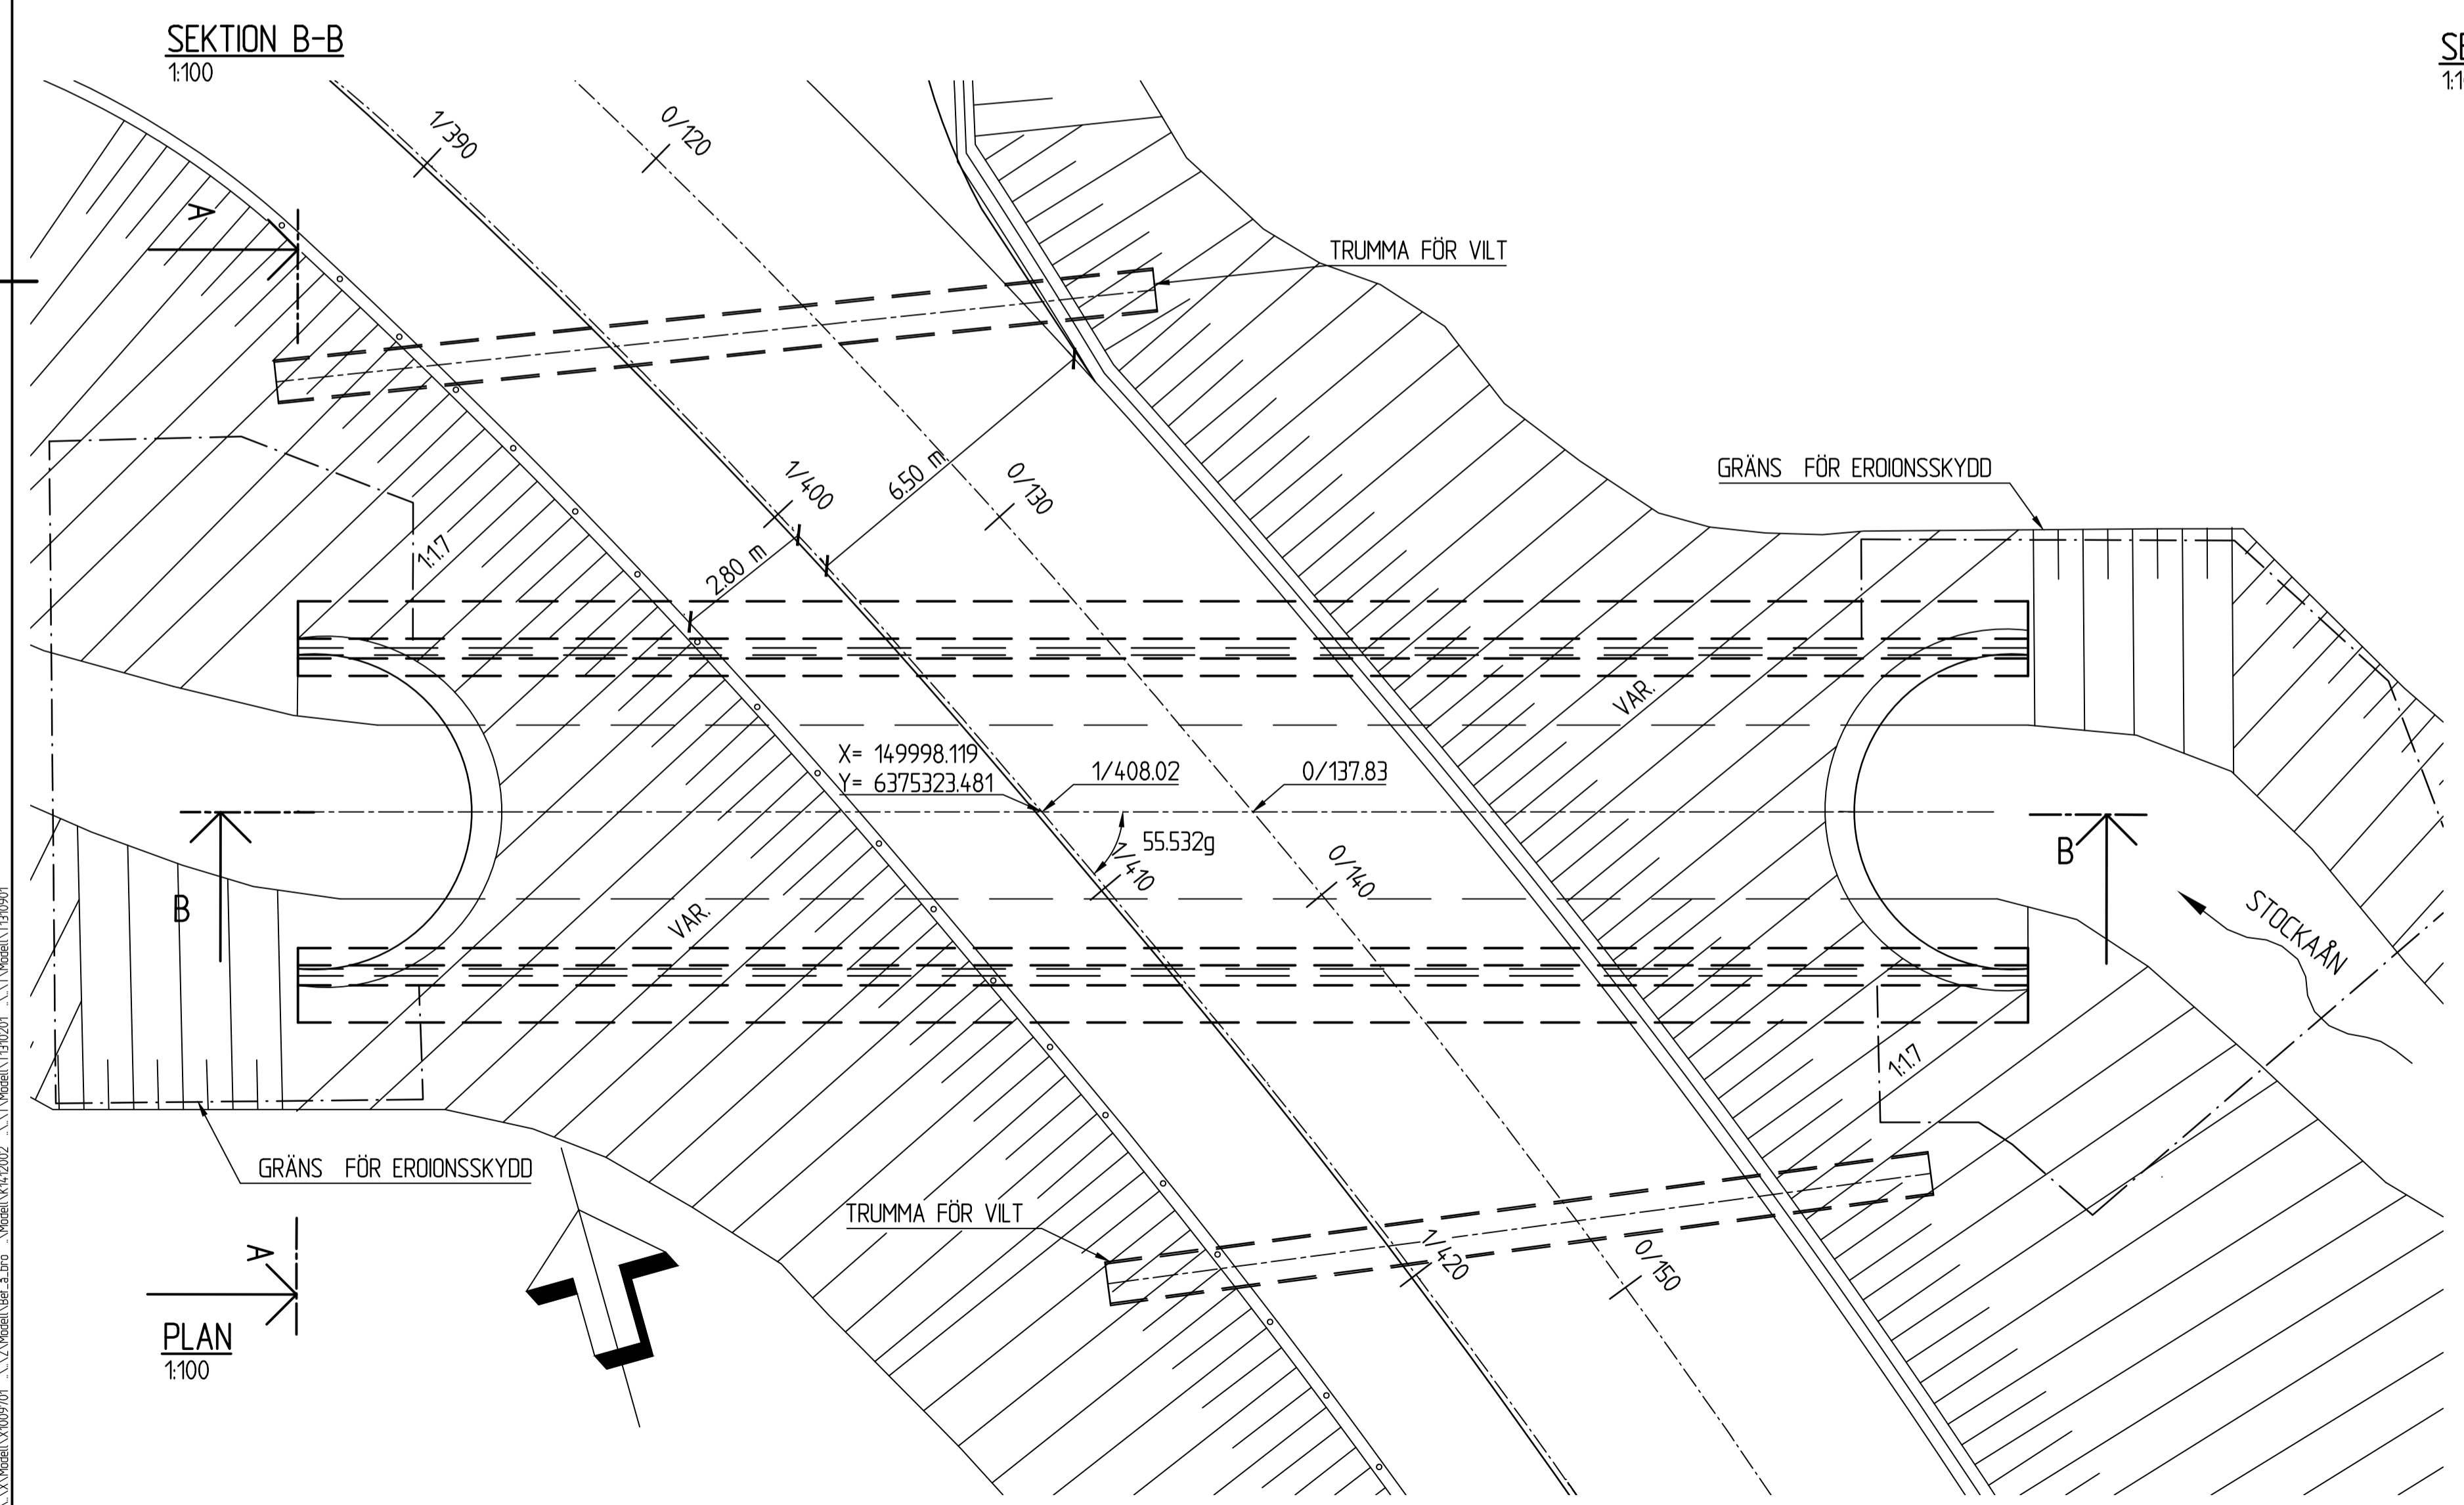 SEKTION B-B
1:100
1/390
0/120
A
TRUMMA FÖR VILT
GRÄNS FÖR EROIONSSKYDD
1/400
6.50 m
0/130
1:1.7
2.80 m
VAR.
X= 149998.119
Y= 6375323.481
1/408.02
0/137.83
55.532g
1/410
0/140
B
B
VAR.
STOCKAÅN
1:1.7
GRÄNS FÖR EROIONSSKYDD
TRUMMA FÖR VILT
A
1/420
0/150
PLAN
1:100